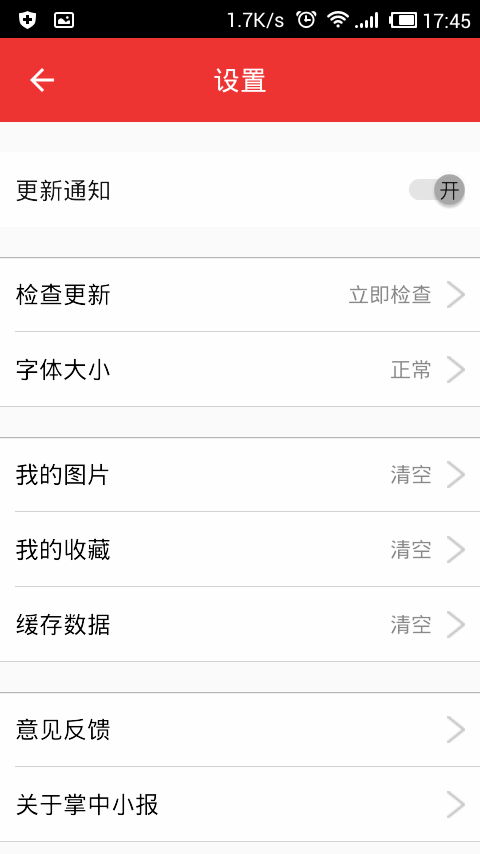 1.7K/s 17:45
设置
更新通知 开
检查更新 立即检查
字体大小 正常
我的图片 清空
我的收藏 清空
缓存数据 清空
意见反馈
关于掌中小报